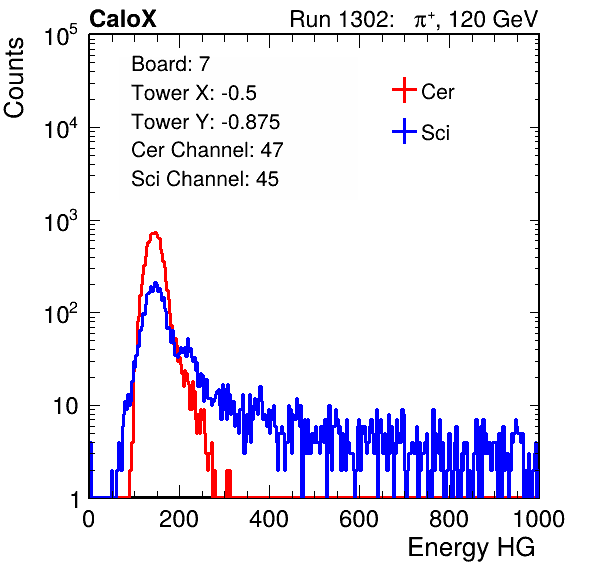 CaloX Run 1302: π⁺, 120 GeV
Counts
Board: 7
Tower X: -0.5
Tower Y: -0.875
Cer Channel: 47
Sci Channel: 45
Cer
Sci
10⁵
10⁴
10³
10²
10
1
0 200 400 600 800 1000
Energy HG